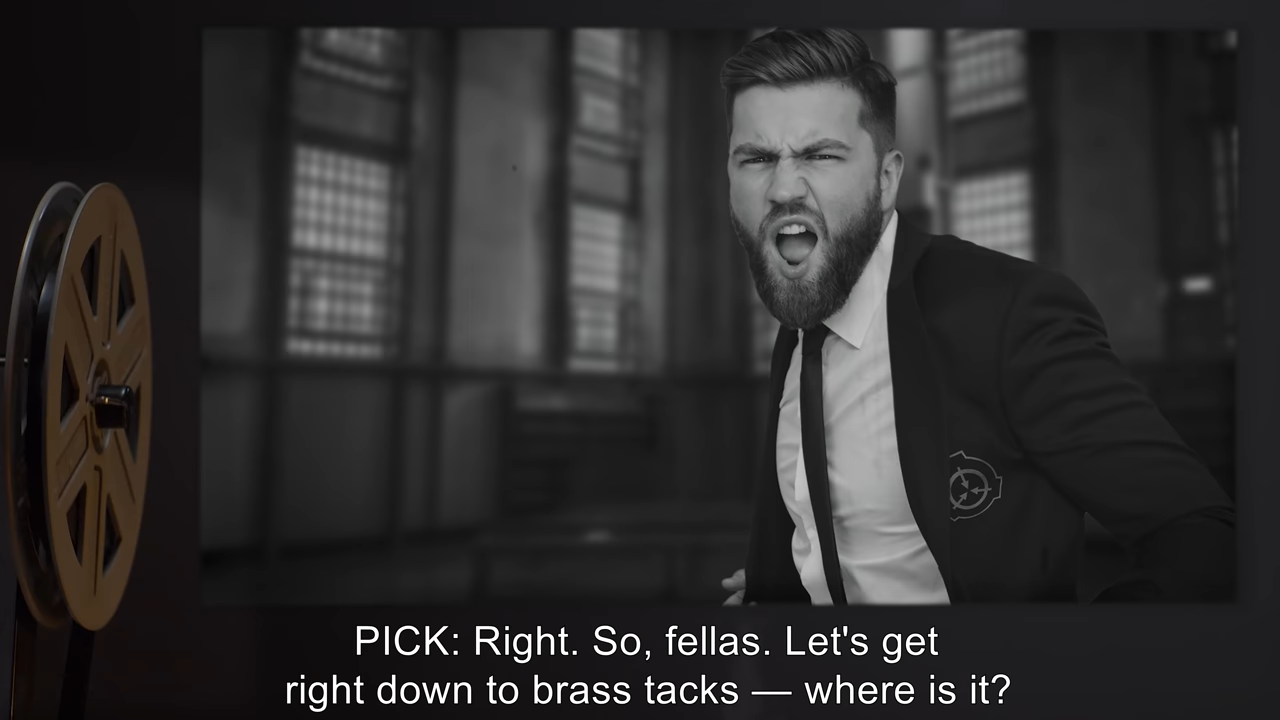 PICK: Right. So, fellas. Let's get
right down to brass tacks — where is it?